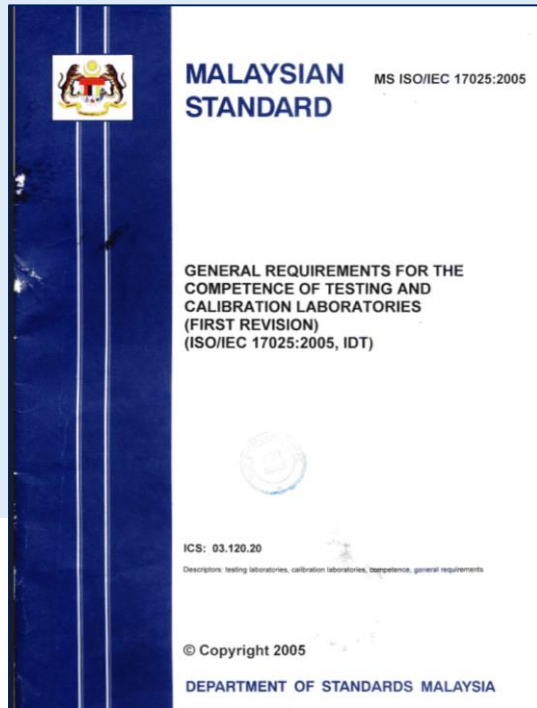 MALAYSIAN
STANDARD
MS ISO/IEC 17025:2005
GENERAL REQUIREMENTS FOR THE
COMPETENCE OF TESTING AND
CALIBRATION LABORATORIES
(FIRST REVISION)
(ISO/IEC 17025:2005, IDT)
ICS: 03.120.20
Descriptors: testing laboratories, calibration laboratories, competence, general requirements
© Copyright 2005
DEPARTMENT OF STANDARDS MALAYSIA